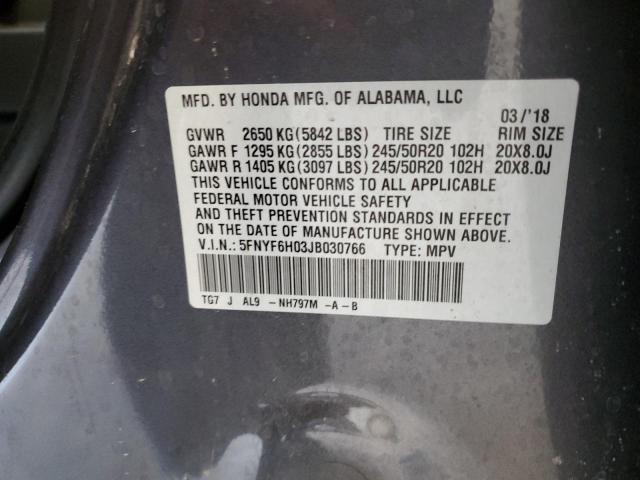 MFD. BY HONDA MFG. OF ALABAMA, LLC
03/'18
GVWR 2650 KG(5842 LBS) TIRE SIZE RIM SIZE
GAWR F 1295 KG(2855 LBS)245/50R20 102H 20X8.0J
GAWR R 1405 KG(3097 LBS)245/50R20 102H 20X8.0J
THIS VEHICLE CONFORMS TO ALL APPLICABLE
FEDERAL MOTOR VEHICLE SAFETY
AND THEFT PREVENTION STANDARDS IN EFFECT
ON THE DATE OF MANUFACTURE SHOWN ABOVE.
V.I.N.: 5FNYF6H03JB030766 TYPE: MPV
TG7 J AL9 -NH797M -A-B